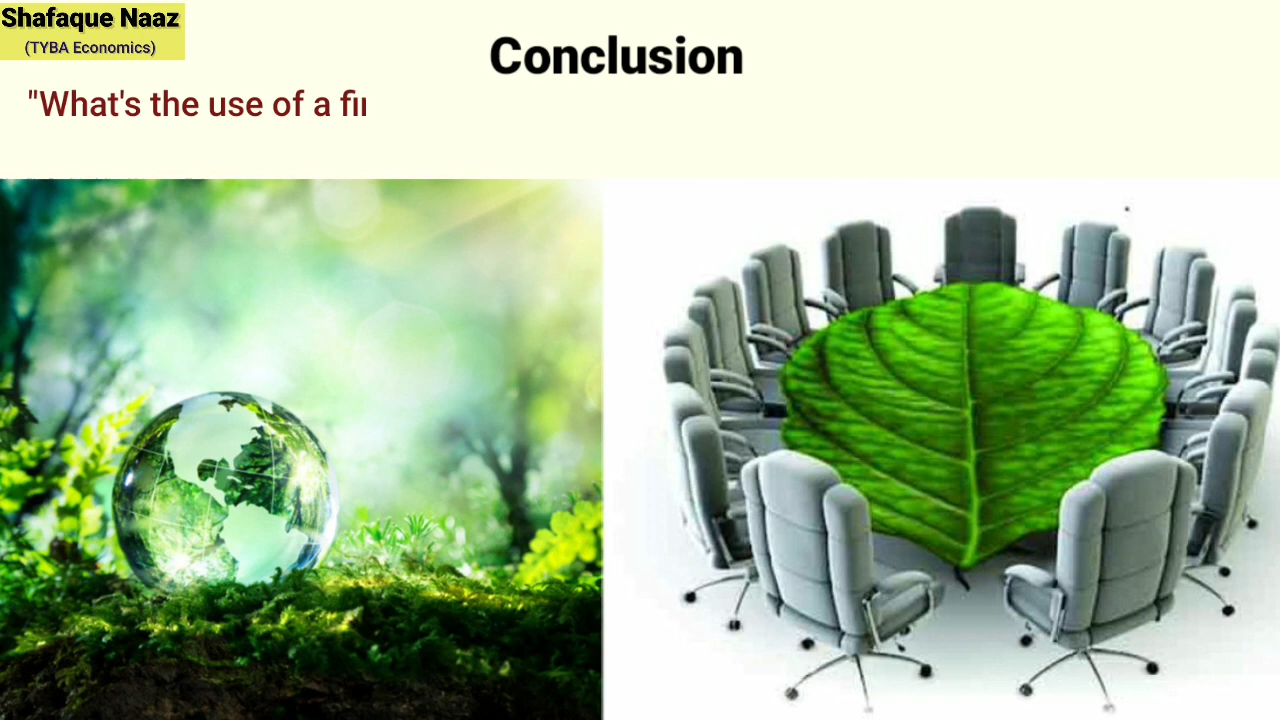 Shafaque Naaz
(TYBA Economics)
Conclusion
"What's the use of a